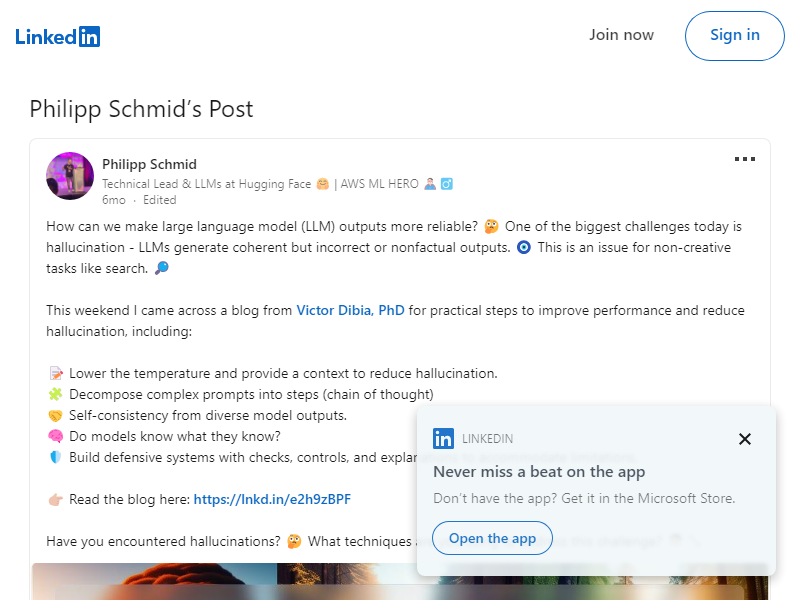 Linked in
Join now
Sign in
Philipp Schmid's Post
Philipp Schmid
Technical Lead & LLMs at Hugging Face 🤗 | AWS ML HERO 🦸🏻‍♂️
6mo · Edited
How can we make large language model (LLM) outputs more reliable? 🤔 One of the biggest challenges today is
hallucination - LLMs generate coherent but incorrect or nonfactual outputs. 🧿 This is an issue for non-creative
tasks like search. 🔎
This weekend I came across a blog from Victor Dibia, PhD for practical steps to improve performance and reduce
hallucination, including:
📝 Lower the temperature and provide a context to reduce hallucination.
🧩 Decompose complex prompts into steps (chain of thought)
🤝 Self-consistency from diverse model outputs.
🧠 Do models know what they know?
🛡️ Build defensive systems with checks, controls, and
👉🏻 Read the blog here: https://lnkd.in/e2h9zBPF
Have you encountered hallucinations? 🤔 What techniques
LINKEDIN
Never miss a beat on the app
Don't have the app? Get it in the Microsoft Store.
Open the app